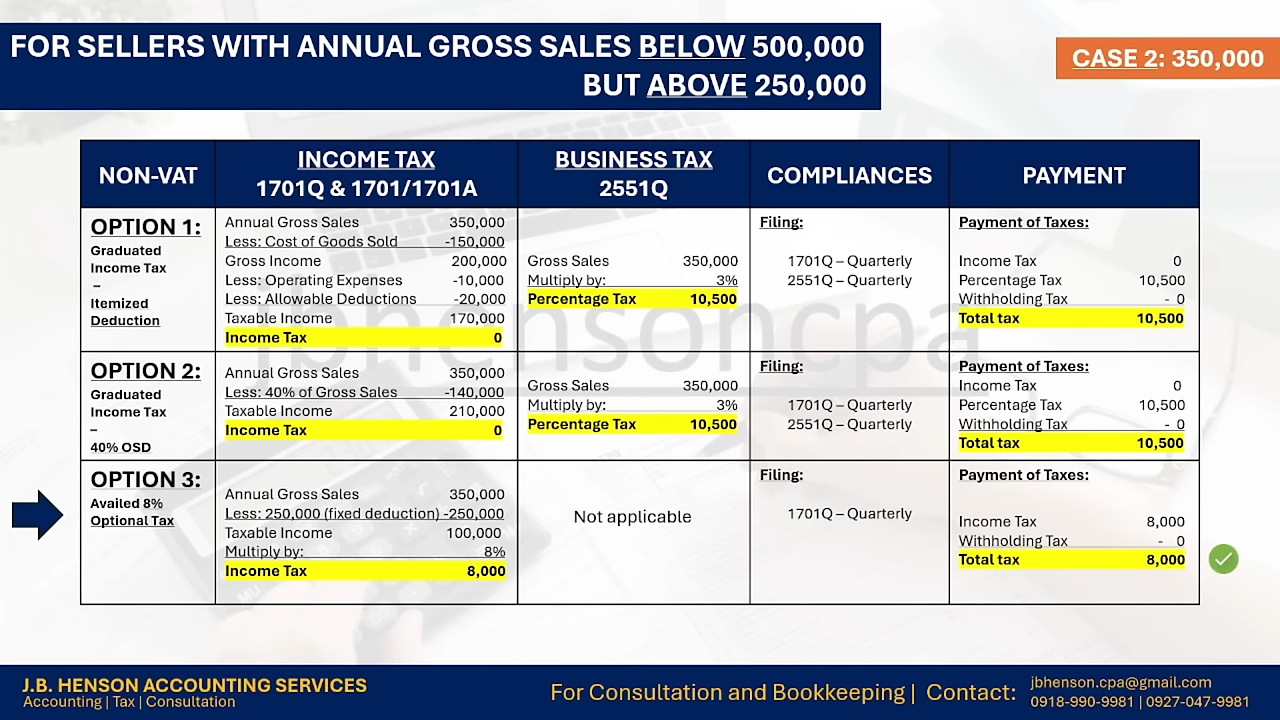 FOR SELLERS WITH ANNUAL GROSS SALES BELOW 500,000
BUT ABOVE 250,000
CASE 2: 350,000
NON-VAT
INCOME TAX
1701Q & 1701/1701A
BUSINESS TAX
2551Q
COMPLIANCES
PAYMENT
OPTION 1:
Graduated
Income Tax
–
Itemized
Deduction
Annual Gross Sales 350,000
Less: Cost of Goods Sold -150,000
Gross Income 200,000
Less: Operating Expenses -10,000
Less: Allowable Deductions -20,000
Taxable Income 170,000
Income Tax 0
Gross Sales 350,000
Multiply by: 3%
Percentage Tax 10,500
Filing:
1701Q – Quarterly
2551Q – Quarterly
Payment of Taxes:
Income Tax 0
Percentage Tax 10,500
Withholding Tax - 0
Total tax 10,500
OPTION 2:
Graduated
Income Tax
–
40% OSD
Annual Gross Sales 350,000
Less: 40% of Gross Sales -140,000
Taxable Income 210,000
Income Tax 0
Gross Sales 350,000
Multiply by: 3%
Percentage Tax 10,500
Filing:
1701Q – Quarterly
2551Q – Quarterly
Payment of Taxes:
Income Tax 0
Percentage Tax 10,500
Withholding Tax - 0
Total tax 10,500
OPTION 3:
Availed 8%
Optional Tax
Annual Gross Sales 350,000
Less: 250,000 (fixed deduction) -250,000
Taxable Income 100,000
Multiply by: 8%
Income Tax 8,000
Not applicable
Filing:
1701Q – Quarterly
Payment of Taxes:
Income Tax 8,000
Withholding Tax - 0
Total tax 8,000
jbhensoncpa
J.B. HENSON ACCOUNTING SERVICES
Accounting | Tax | Consultation
For Consultation and Bookkeeping | Contact:
jbhenson.cpa@gmail.com
0918-990-9981 | 0927-047-9981